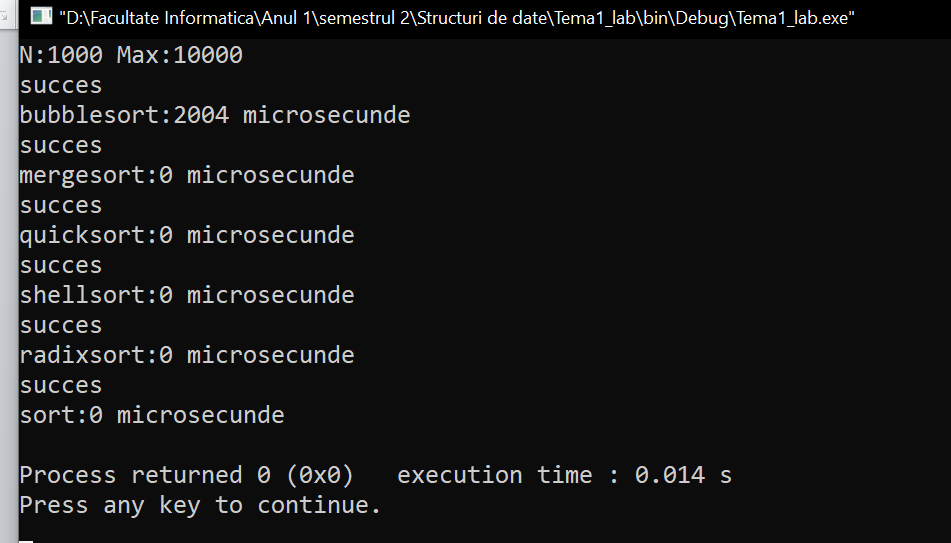 "D:\Facultate Informatica\Anul 1\semestrul 2\Structuri de date\Tema1_lab\bin\Debug\Tema1_lab.exe"
N:1000 Max:10000
succes
bubblesort:2004 microsecunde
succes
mergesort:0 microsecunde
succes
quicksort:0 microsecunde
succes
shellsort:0 microsecunde
succes
radixsort:0 microsecunde
succes
sort:0 microsecunde
Process returned 0 (0x0)   execution time : 0.014 s
Press any key to continue.